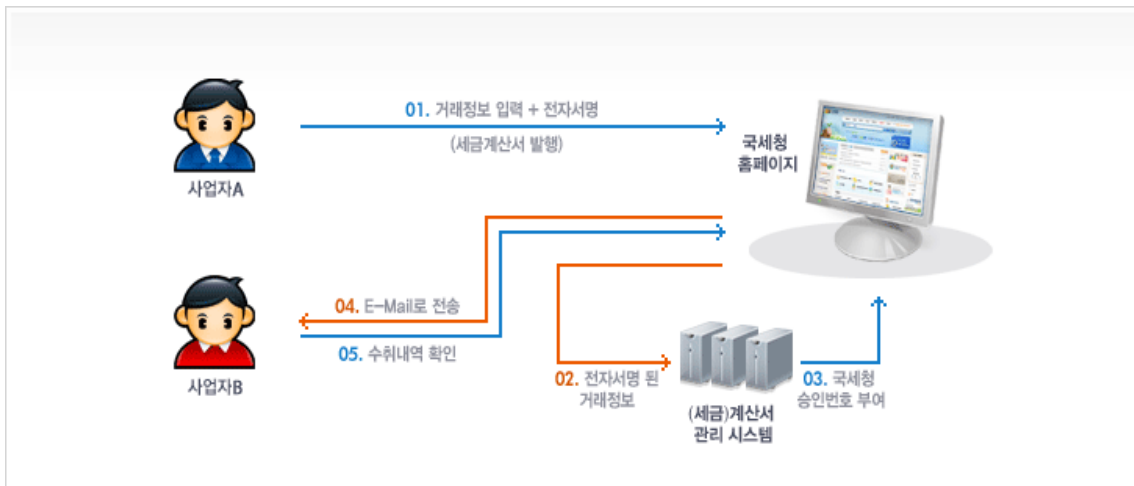 01. 거래정보 입력 + 전자서명
(세금계산서 발행)
사업자A
국세청
홈페이지
04. E-Mail로 전송
05. 수취내역 확인
사업자B
02. 전자서명 된
거래정보
(세금)계산서
관리 시스템
03. 국세청
승인번호 부여